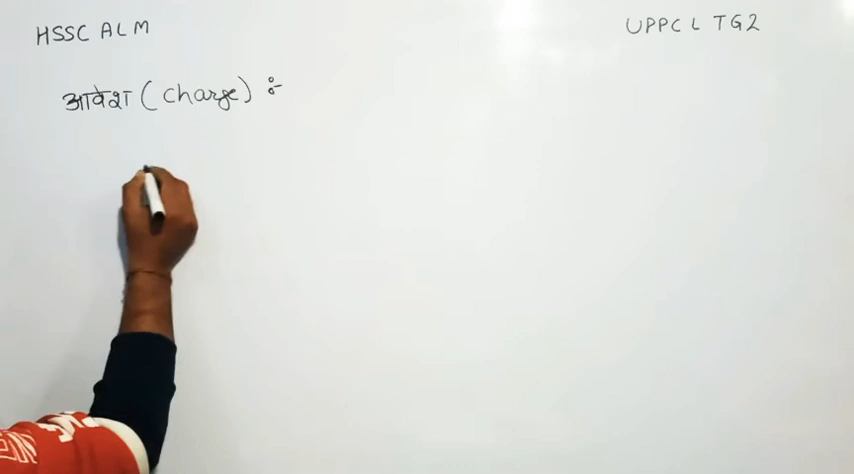 HSSC ALM
UPPCL TG2
आवेश (Charge) :-